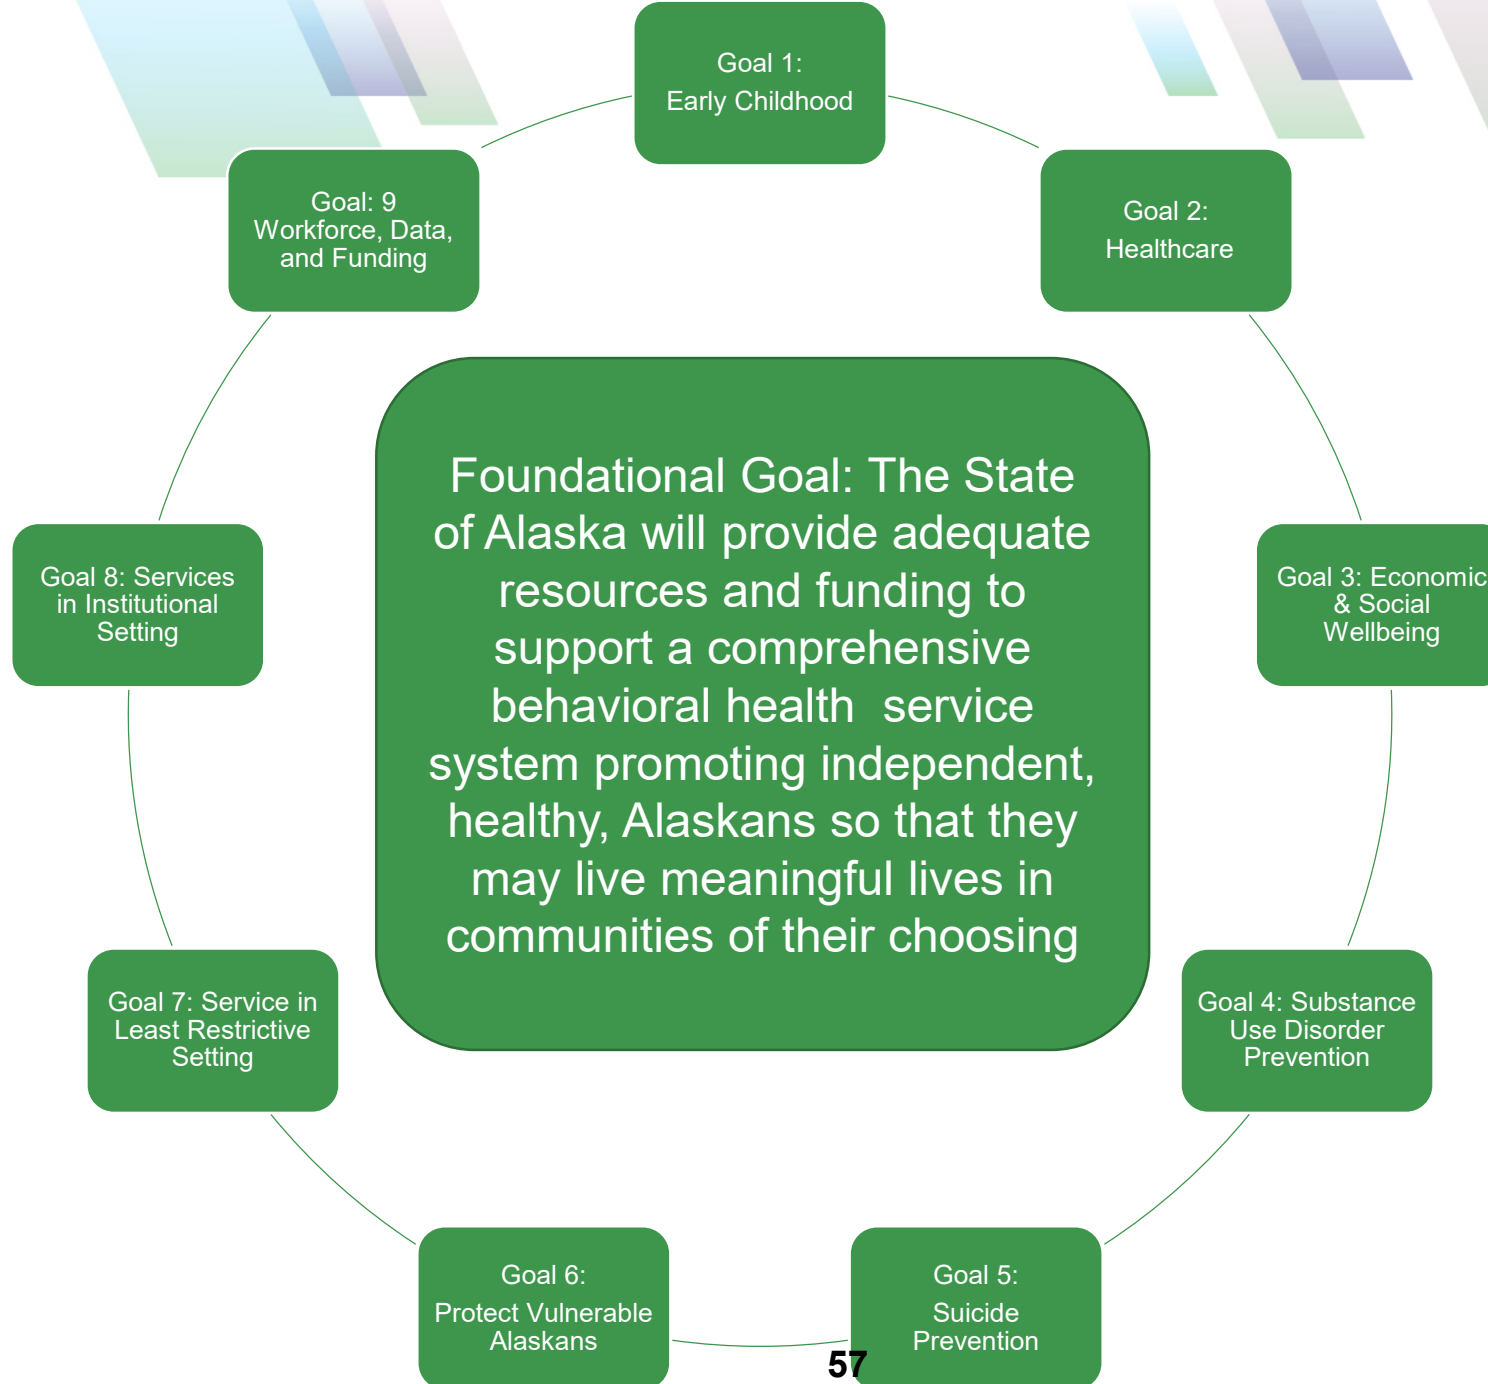 Goal 1:
Early Childhood
Goal 2:
Healthcare
Goal 3: Economic
& Social
Wellbeing
Goal 4: Substance
Use Disorder
Prevention
Goal 5:
Suicide
Prevention
Goal 6:
Protect Vulnerable
Alaskans
Goal 7: Service in
Least Restrictive
Setting
Goal 8: Services
in Institutional
Setting
Goal: 9
Workforce, Data,
and Funding
Foundational Goal: The State
of Alaska will provide adequate
resources and funding to
support a comprehensive
behavioral health  service
system promoting independent,
healthy, Alaskans so that they
may live meaningful lives in
communities of their choosing
57